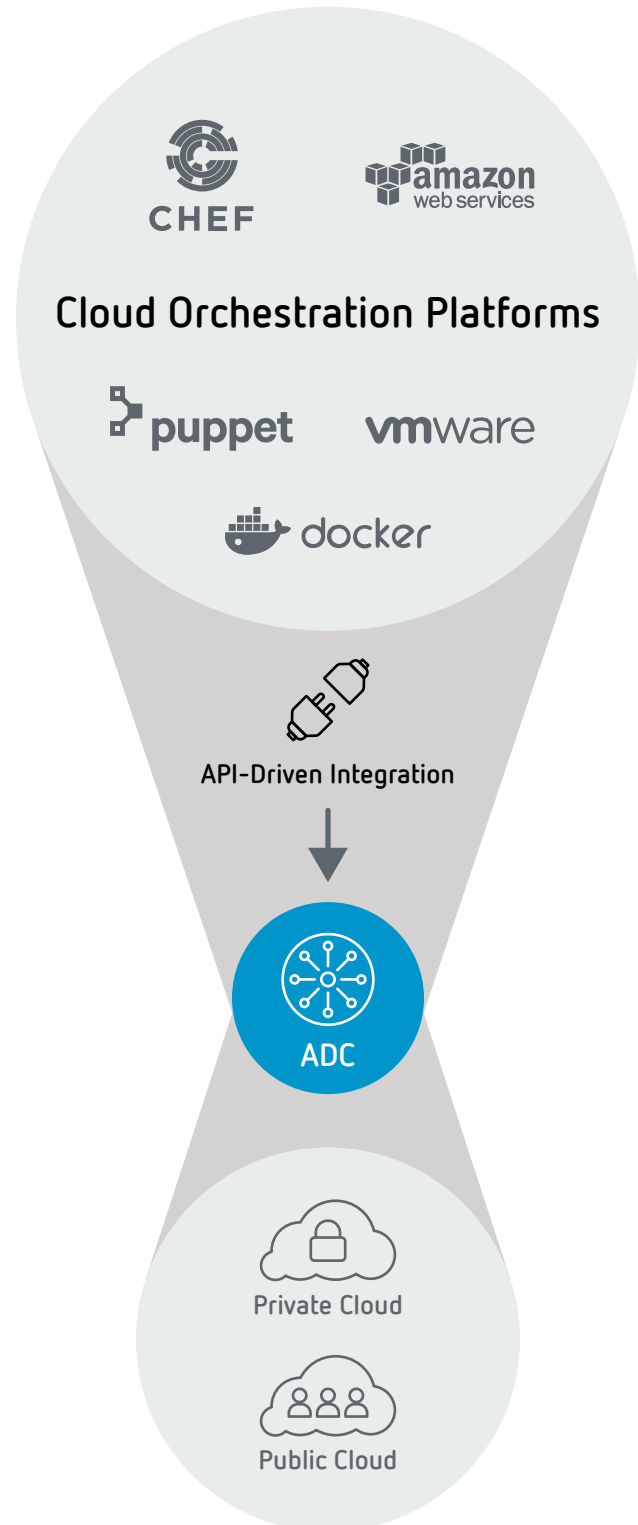 CHEF
amazon
web services
Cloud Orchestration Platforms
puppet
vmware
docker
API-Driven Integration
ADC
Private Cloud
Public Cloud